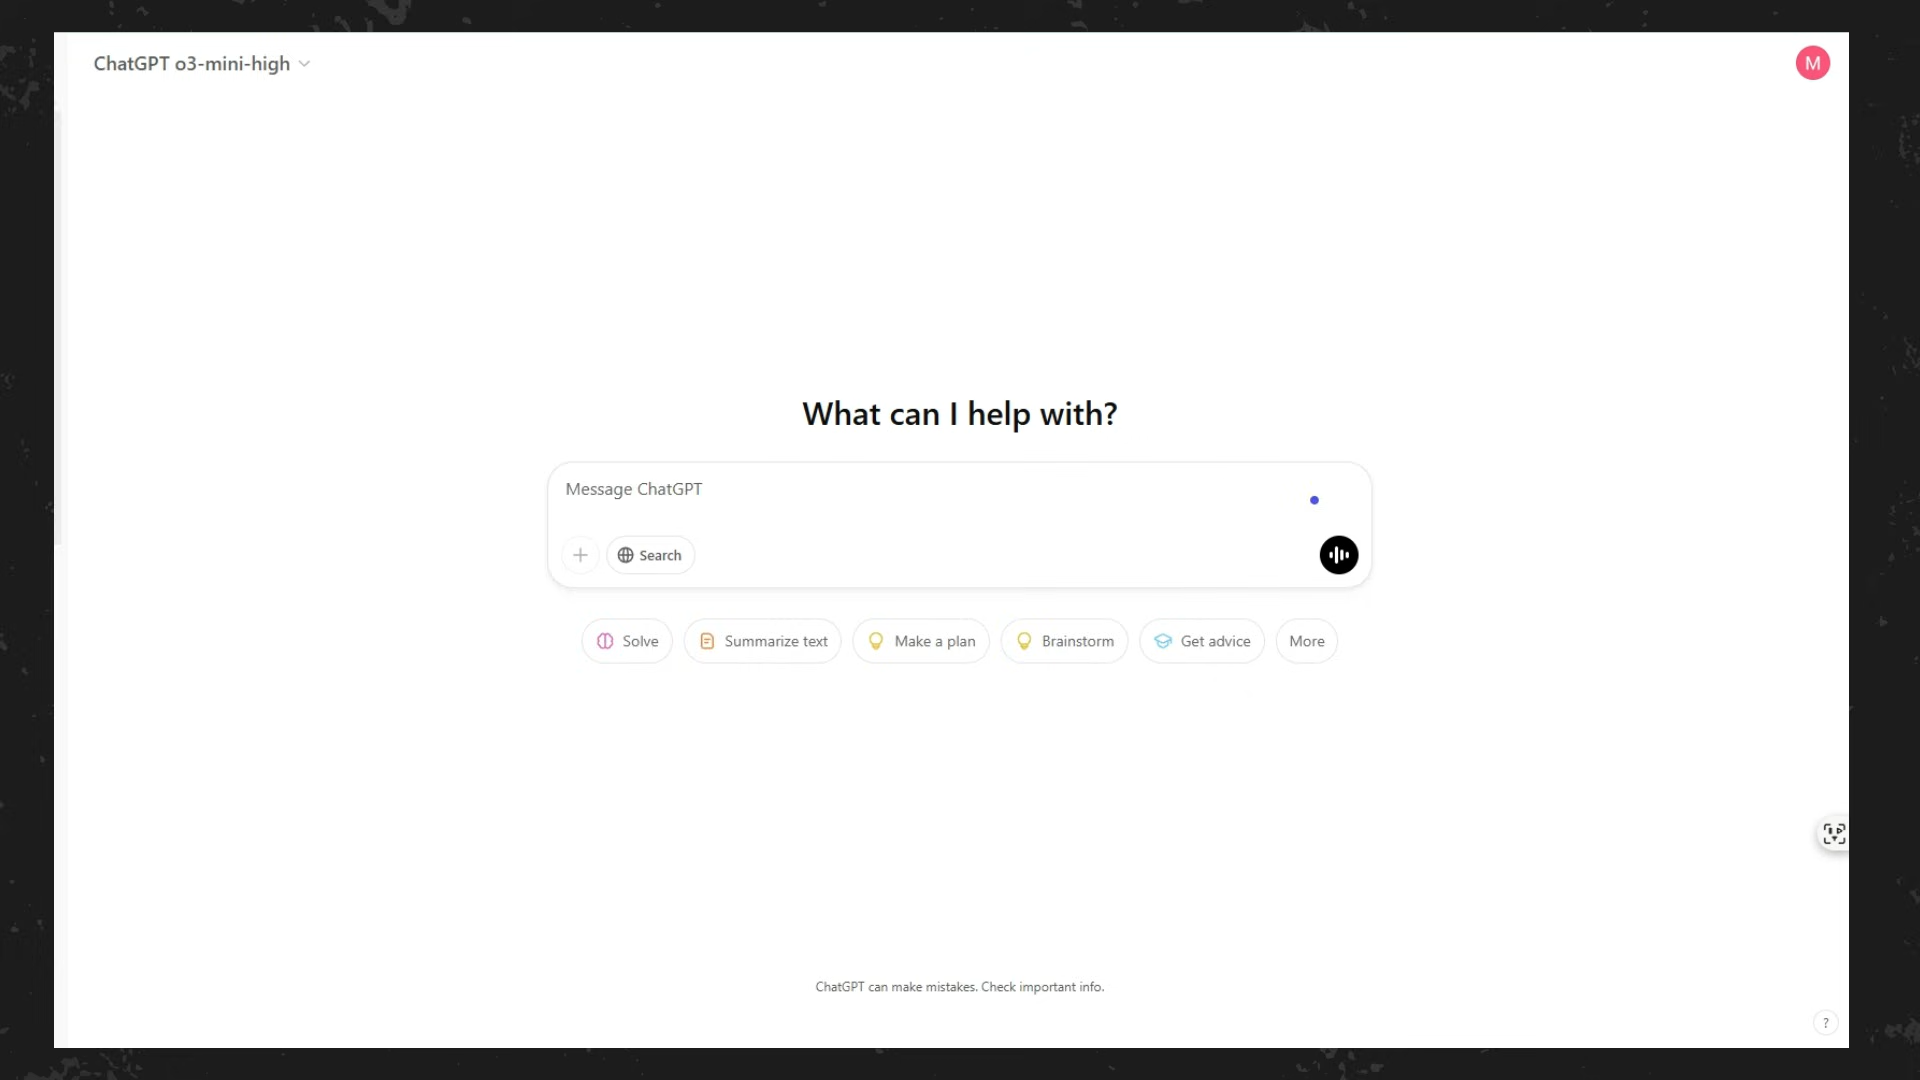 ChatGPT o3-mini-high
M
What can I help with?
Message ChatGPT
Search
Solve
Summarize text
Make a plan
Brainstorm
Get advice
More
ChatGPT can make mistakes. Check important info.
?